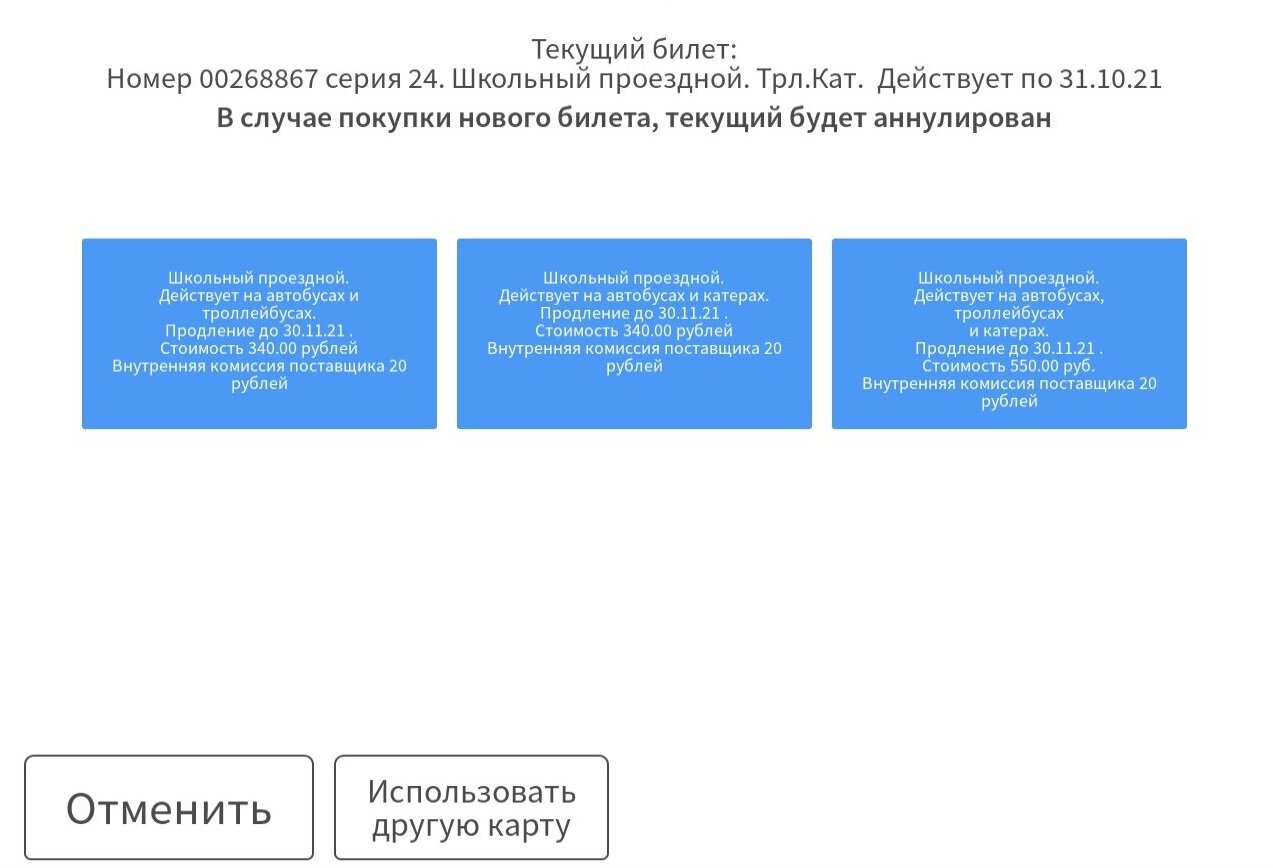 Текущий билет:
Номер 00268867 серия 24. Школьный проездной. Трл.Кат.  Действует по 31.10.21
В случае покупки нового билета, текущий будет аннулирован
Школьный проездной.
Действует на автобусах и
троллейбусах.
Продление до 30.11.21 .
Стоимость 340.00 рублей
Внутренняя комиссия поставщика 20
рублей
Школьный проездной.
Действует на автобусах и катерах.
Продление до 30.11.21 .
Стоимость 340.00 рублей
Внутренняя комиссия поставщика 20
рублей
Школьный проездной.
Действует на автобусах,
троллейбусах
и катерах.
Продление до 30.11.21 .
Стоимость 550.00 руб.
Внутренняя комиссия поставщика 20
рублей
Отменить
Использовать
другую карту